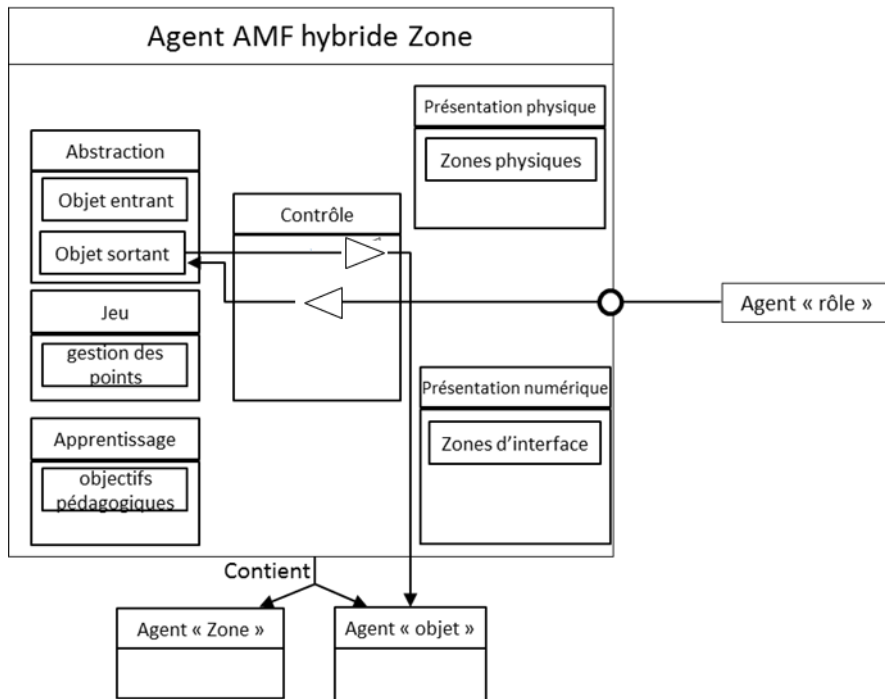 Agent AMF hybride Zone
Présentation physique
Zones physiques
Abstraction
Objet entrant
Objet sortant
Contrôle
Jeu
gestion des
points
Agent « rôle »
Présentation numérique
Zones d'interface
Apprentissage
objectifs
pédagogiques
Contient
Agent « Zone »
Agent « objet »